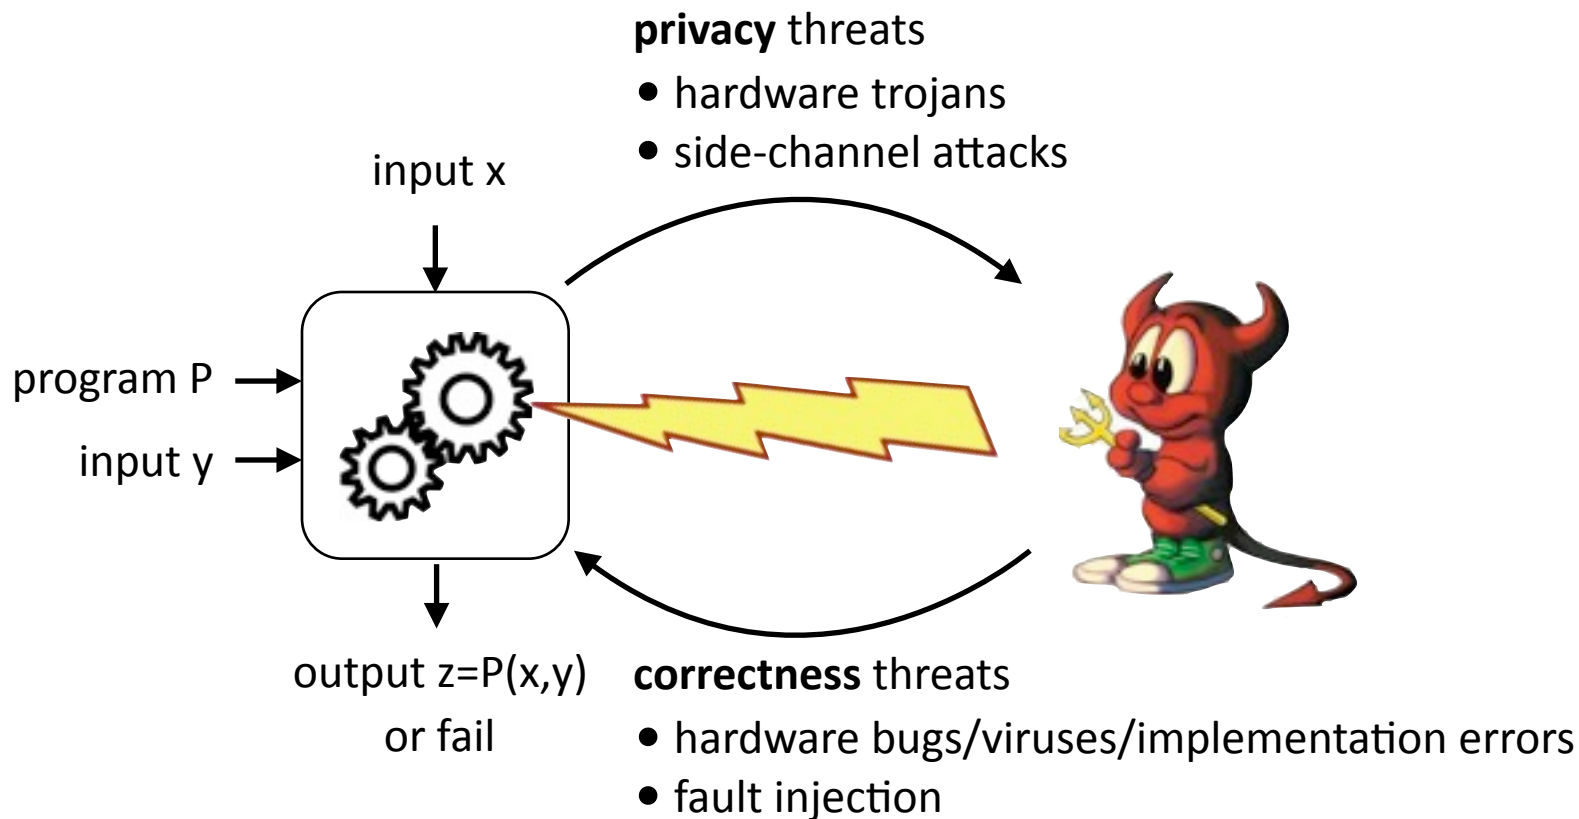 privacy threats
• hardware trojans
• side-channel attacks
input x
program P
input y
output z=P(x,y)
or fail
correctness threats
• hardware bugs/viruses/implementation errors
• fault injection